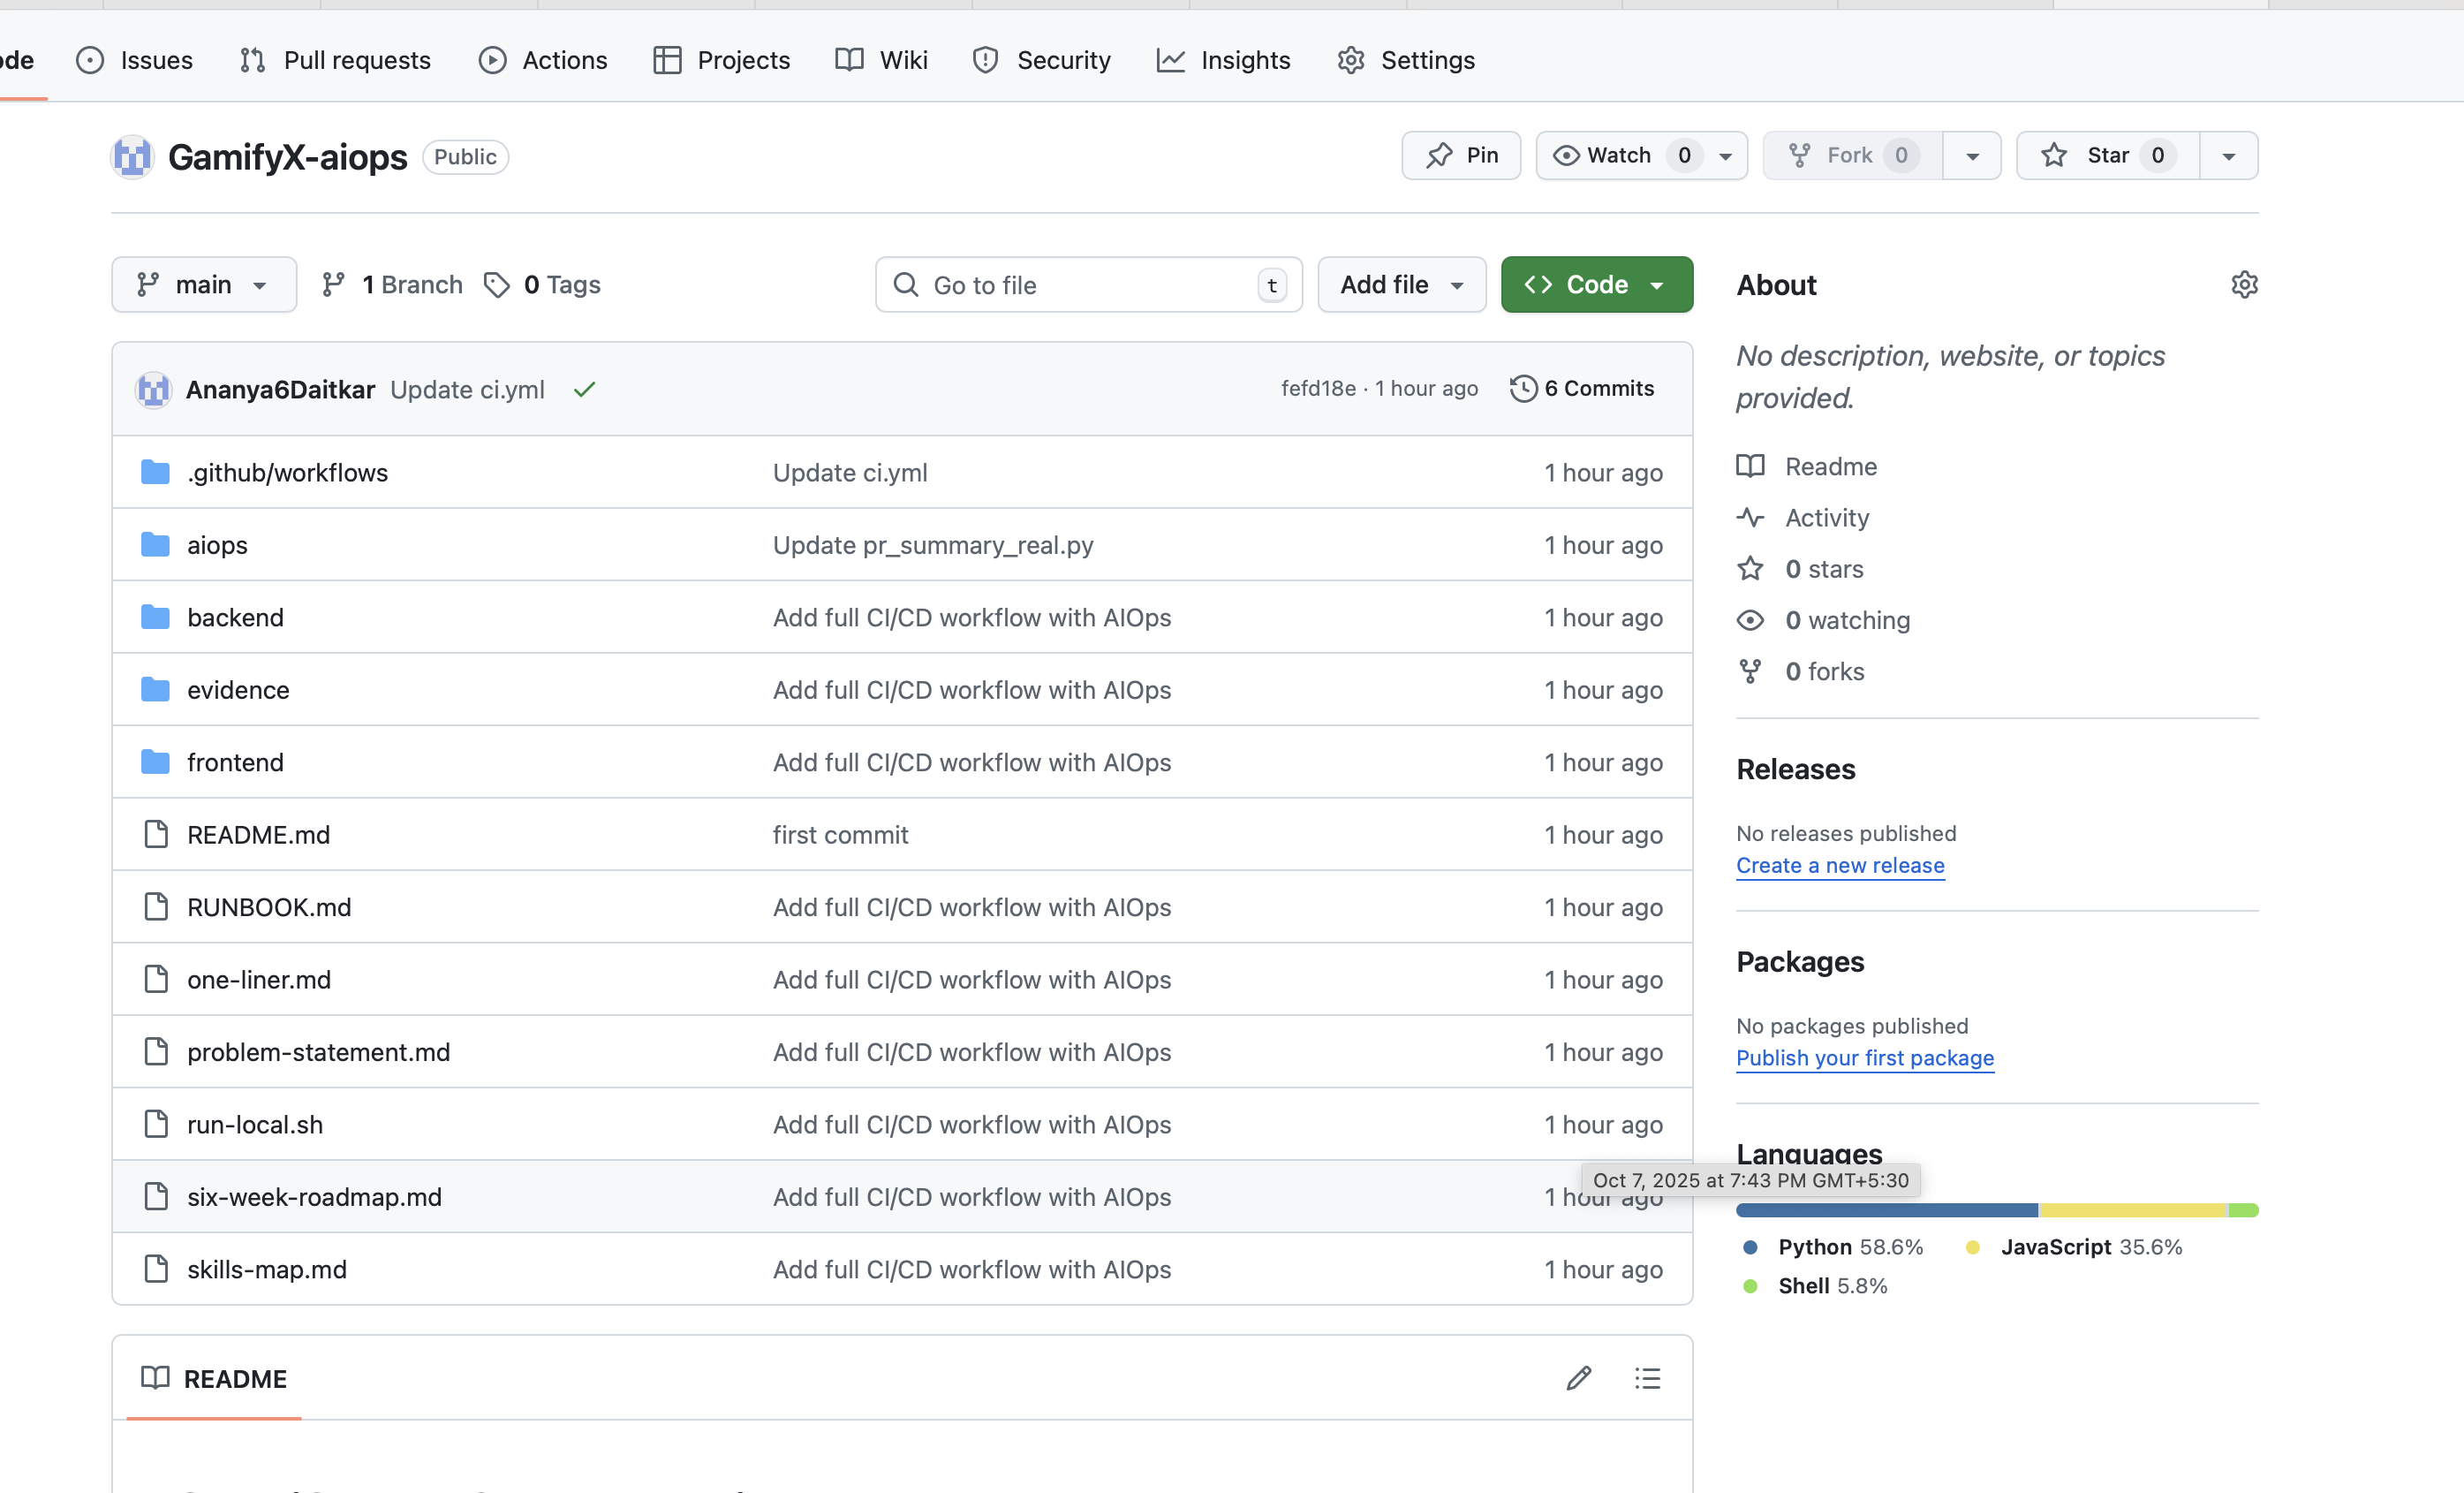 Issues Pull requests Actions Projects Wiki Security Insights Settings
GamifyX-aiops Public Pin Watch 0 Fork 0 Star 0
main 1 Branch 0 Tags Go to file t Add file Code
Ananya6Daitkar Update ci.yml fefd18e · 1 hour ago 6 Commits
.github/workflows Update ci.yml 1 hour ago
aiops Update pr_summary_real.py 1 hour ago
backend Add full CI/CD workflow with AIOps 1 hour ago
evidence Add full CI/CD workflow with AIOps 1 hour ago
frontend Add full CI/CD workflow with AIOps 1 hour ago
README.md first commit 1 hour ago
RUNBOOK.md Add full CI/CD workflow with AIOps 1 hour ago
one-liner.md Add full CI/CD workflow with AIOps 1 hour ago
problem-statement.md Add full CI/CD workflow with AIOps 1 hour ago
run-local.sh Add full CI/CD workflow with AIOps 1 hour ago
six-week-roadmap.md Add full CI/CD workflow with AIOps 1 hour ago
skills-map.md Add full CI/CD workflow with AIOps 1 hour ago
README
About
No description, website, or topics
provided.
Readme
Activity
0 stars
0 watching
0 forks
Releases
No releases published
Create a new release
Packages
No packages published
Publish your first package
Languages
Oct 7, 2025 at 7:43 PM GMT+5:30
Python 58.6% JavaScript 35.6%
Shell 5.8%